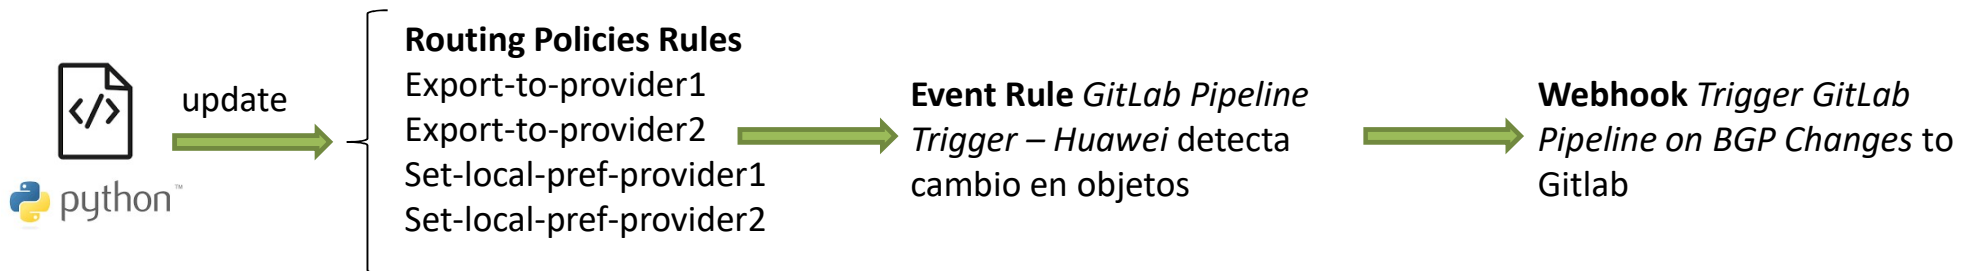 </>
python™
update
Routing Policies Rules
Export-to-provider1
Export-to-provider2
Set-local-pref-provider1
Set-local-pref-provider2
Event Rule GitLab Pipeline
Trigger – Huawei detecta
cambio en objetos
Webhook Trigger GitLab
Pipeline on BGP Changes to
Gitlab